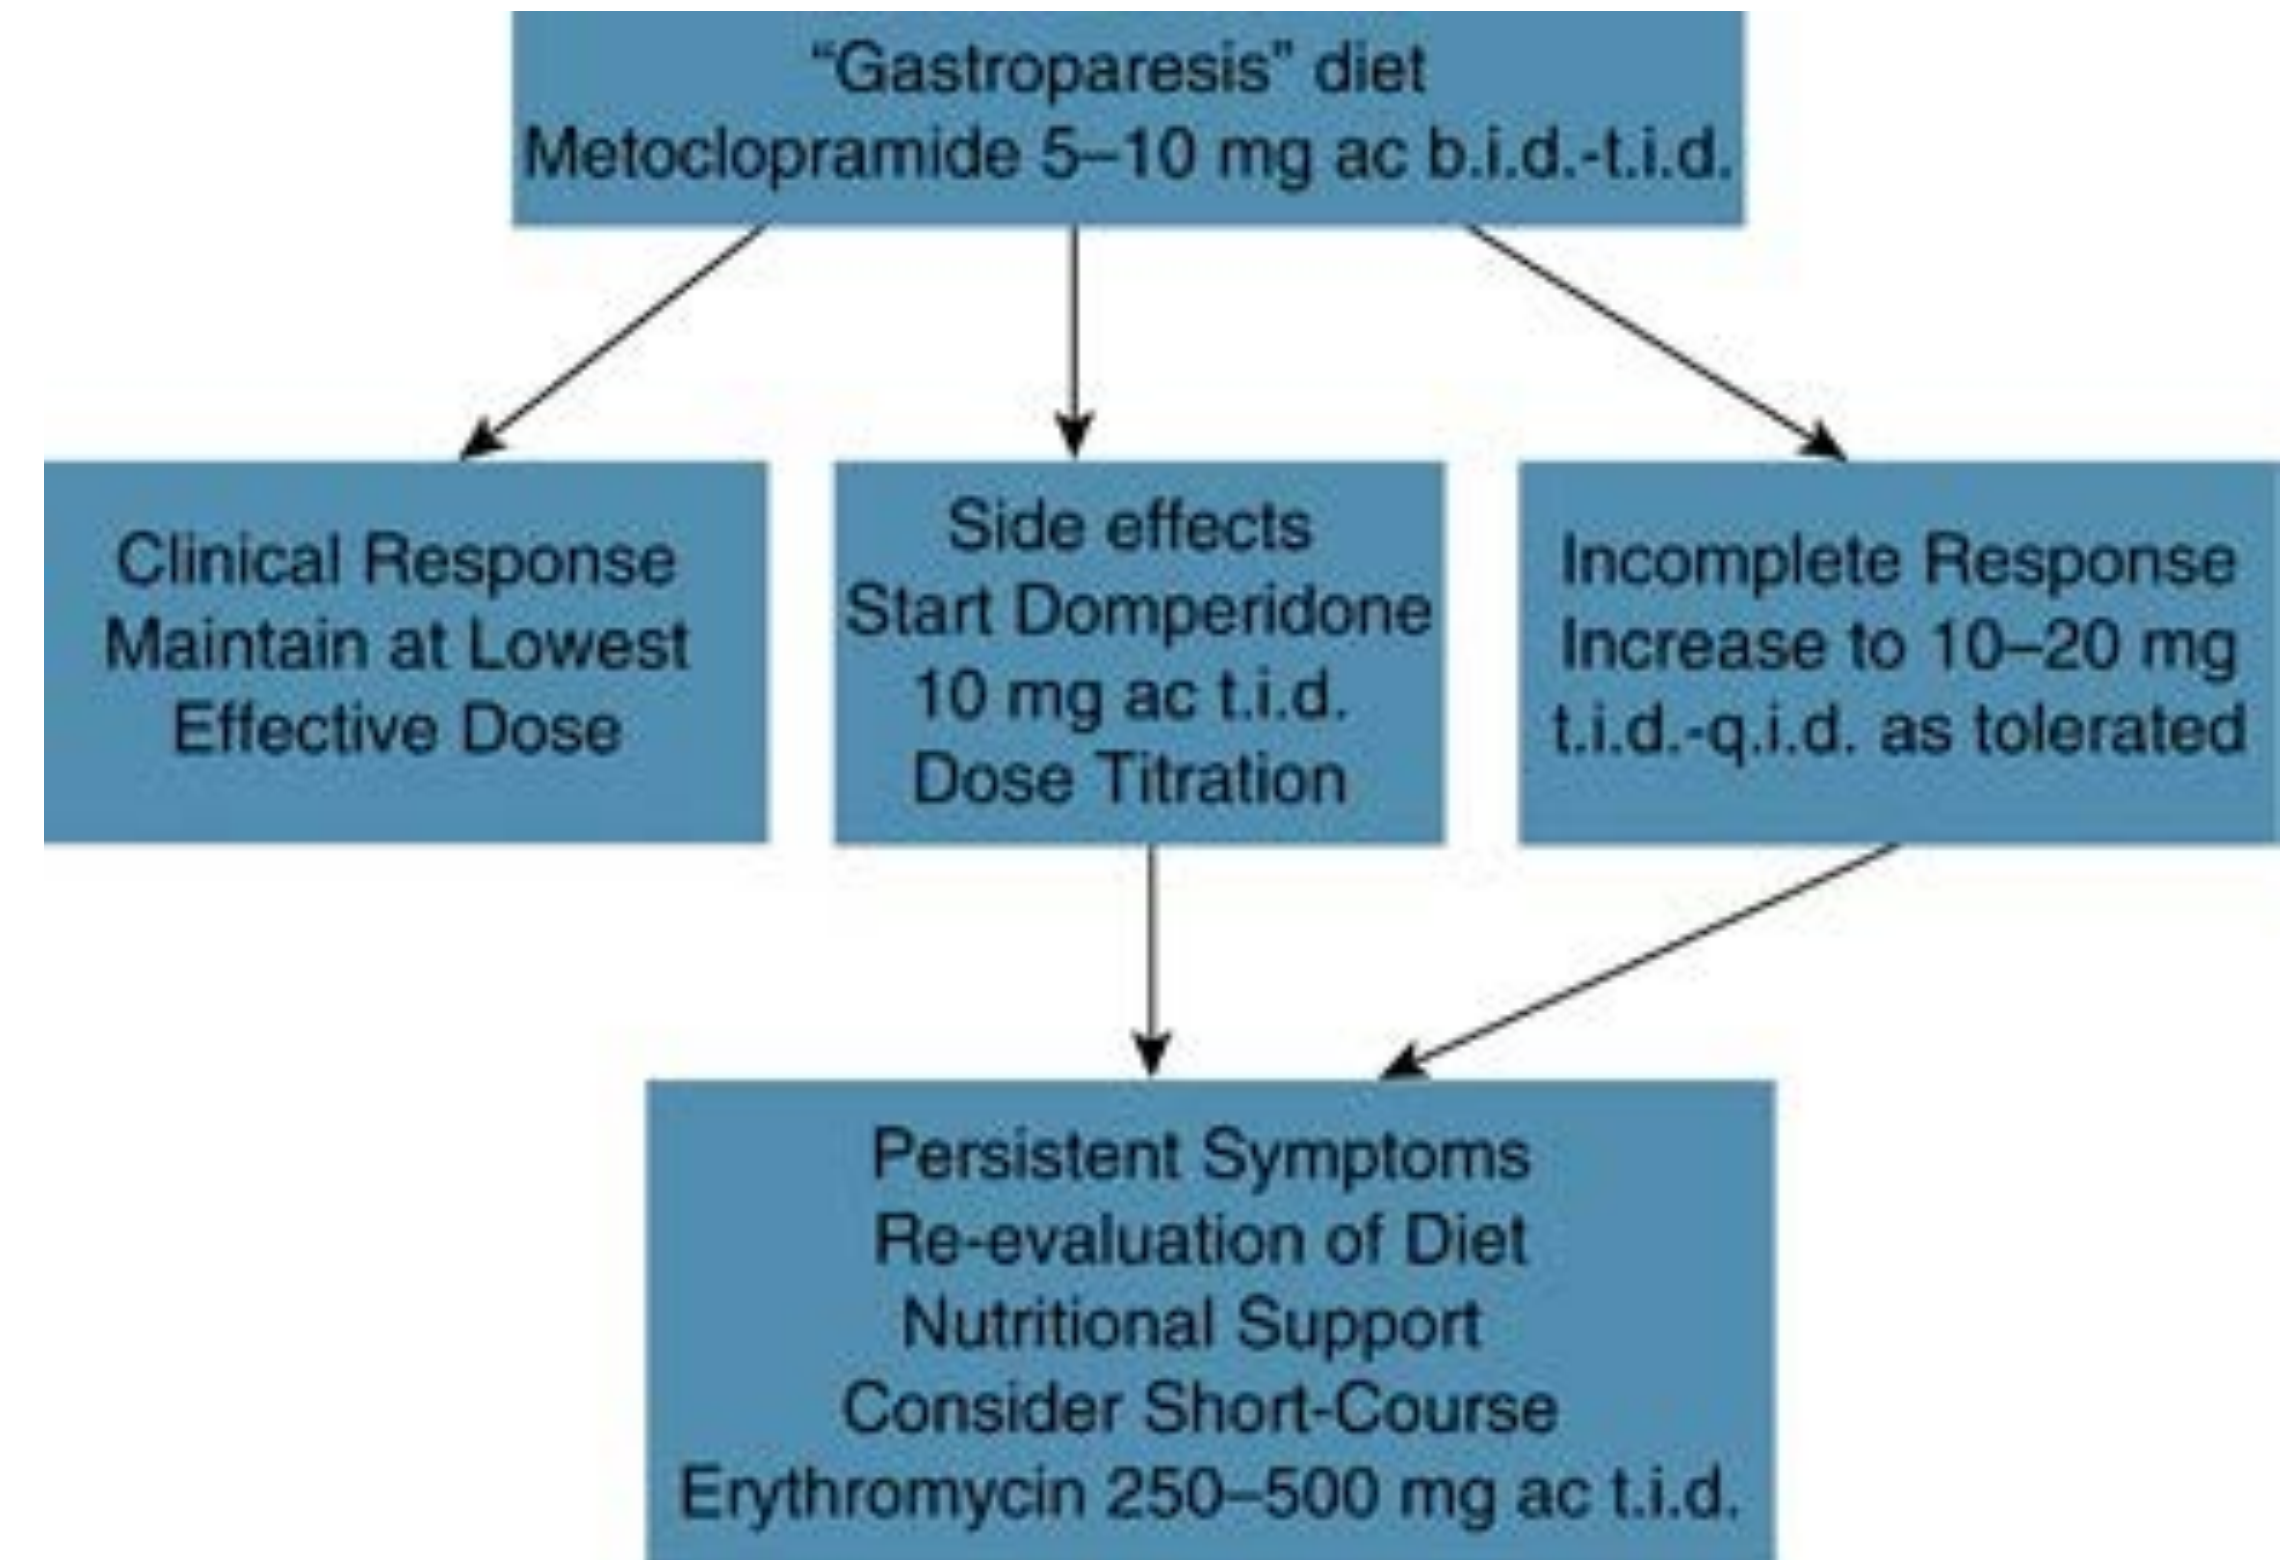 “Gastroparesis” diet
Metoclopramide 5–10 mg ac b.i.d.-t.i.d.
Clinical Response
Maintain at Lowest
Effective Dose
Side effects
Start Domperidone
10 mg ac t.i.d.
Dose Titration
Incomplete Response
Increase to 10–20 mg
t.i.d.-q.i.d. as tolerated
Persistent Symptoms
Re-evaluation of Diet
Nutritional Support
Consider Short-Course
Erythromycin 250–500 mg ac t.i.d.